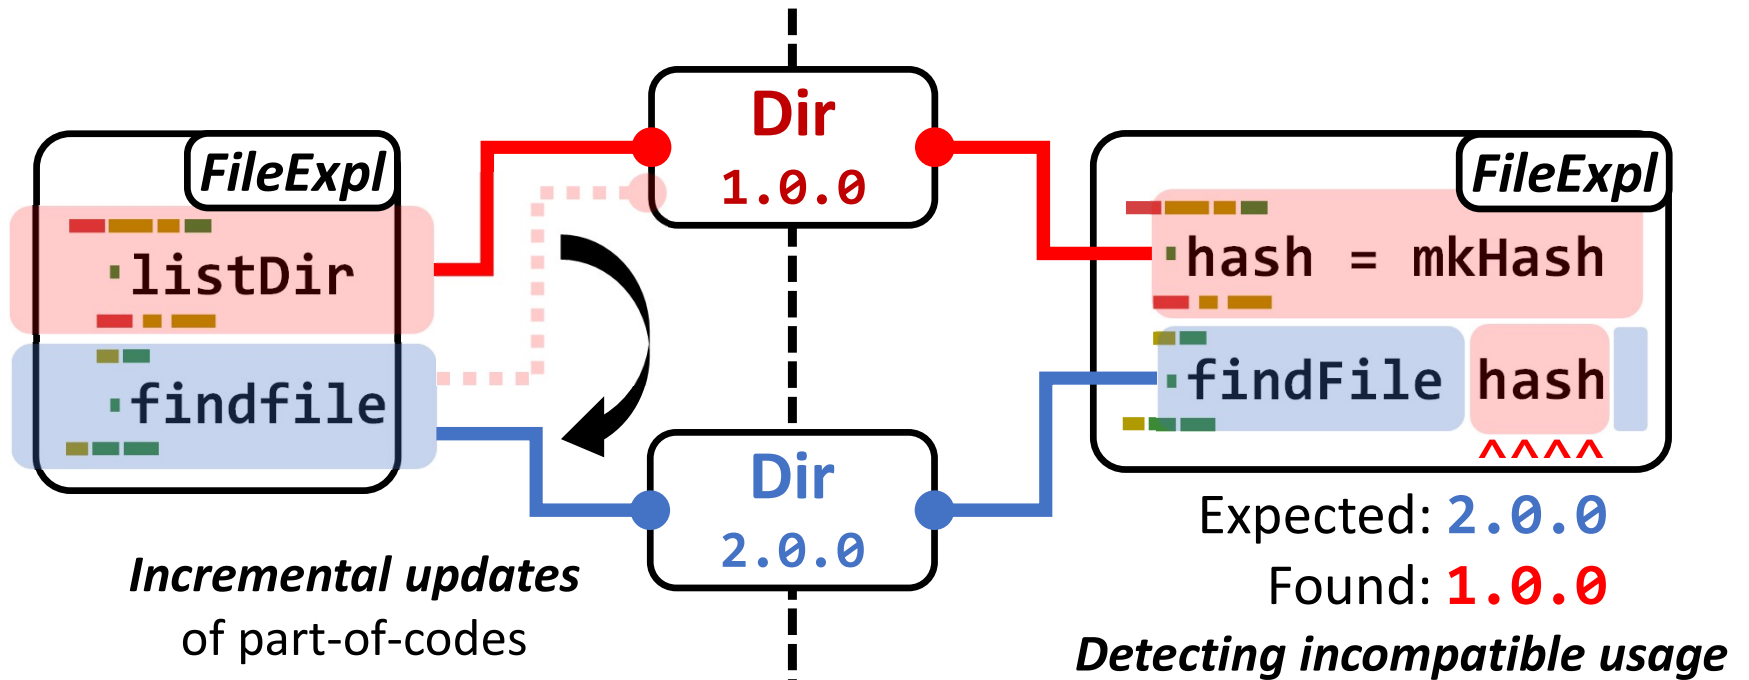 FileExpl
listDir
findfile
Incremental updates
of part-of-codes
Dir
1.0.0
Dir
2.0.0
FileExpl
hash = mkHash
findFile hash
^^^^
Expected: 2.0.0
Found: 1.0.0
Detecting incompatible usage